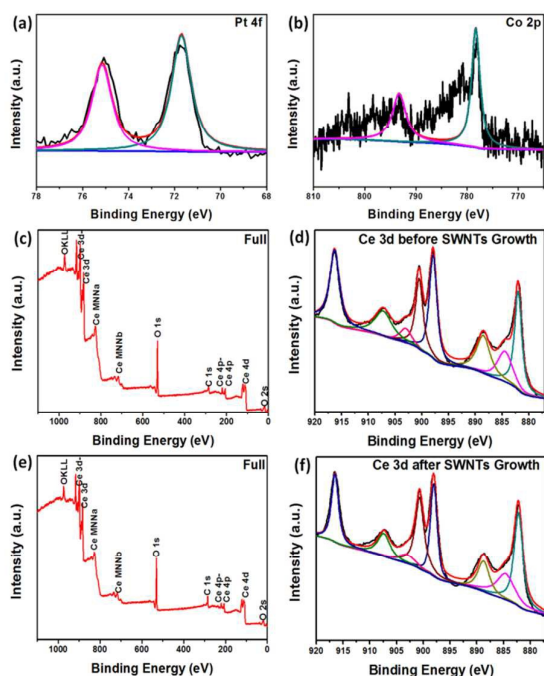 (a) Pt 4f
Intensity (a.u.)
78 76 74 72 70 68
Binding Energy (eV)
(b) Co 2p
Intensity (a.u.)
810 800 790 780 770
Binding Energy (eV)
(c) Full
OKLL
Ce 3d-
Ce3d
Ce MNNa
Ce MNNb
O1s
C 1s
Ce 4p-
Ce 4p
Ce 4d
O 2s
Intensity (a.u.)
1000 800 600 400 200 0
Binding Energy (eV)
(d) Ce 3d before SWNTs Growth
Intensity (a.u.)
920 915 910 905 900 895 890 885 880
Binding Energy (eV)
(e) Full
OKLL
Ce 3d-
Ce 3d
Ce MNNa
Ce MNNb
O 1s
C 1s
Ce 4p-
Ce 4p
Ce 4d
O 2s
Intensity (a.u.)
1000 800 600 400 200 0
Binding Energy (eV)
(f) Ce 3d after SWNTs Growth
Intensity (a.u.)
920 915 910 905 900 895 890 885 880
Binding Energy (eV)